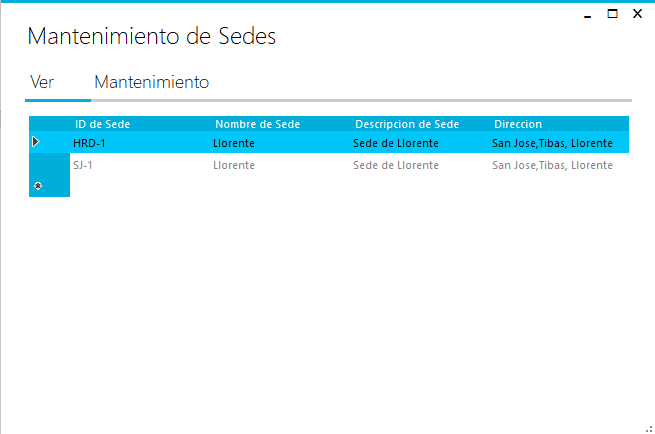 Mantenimiento de Sedes
Ver Mantenimiento
ID de Sede Nombre de Sede Descripcion de Sede Direccion
HRD-1 Llorente Sede de Llorente San Jose,Tibas, Llorente
SJ-1 Llorente Sede de Llorente San Jose,Tibas, Llorente